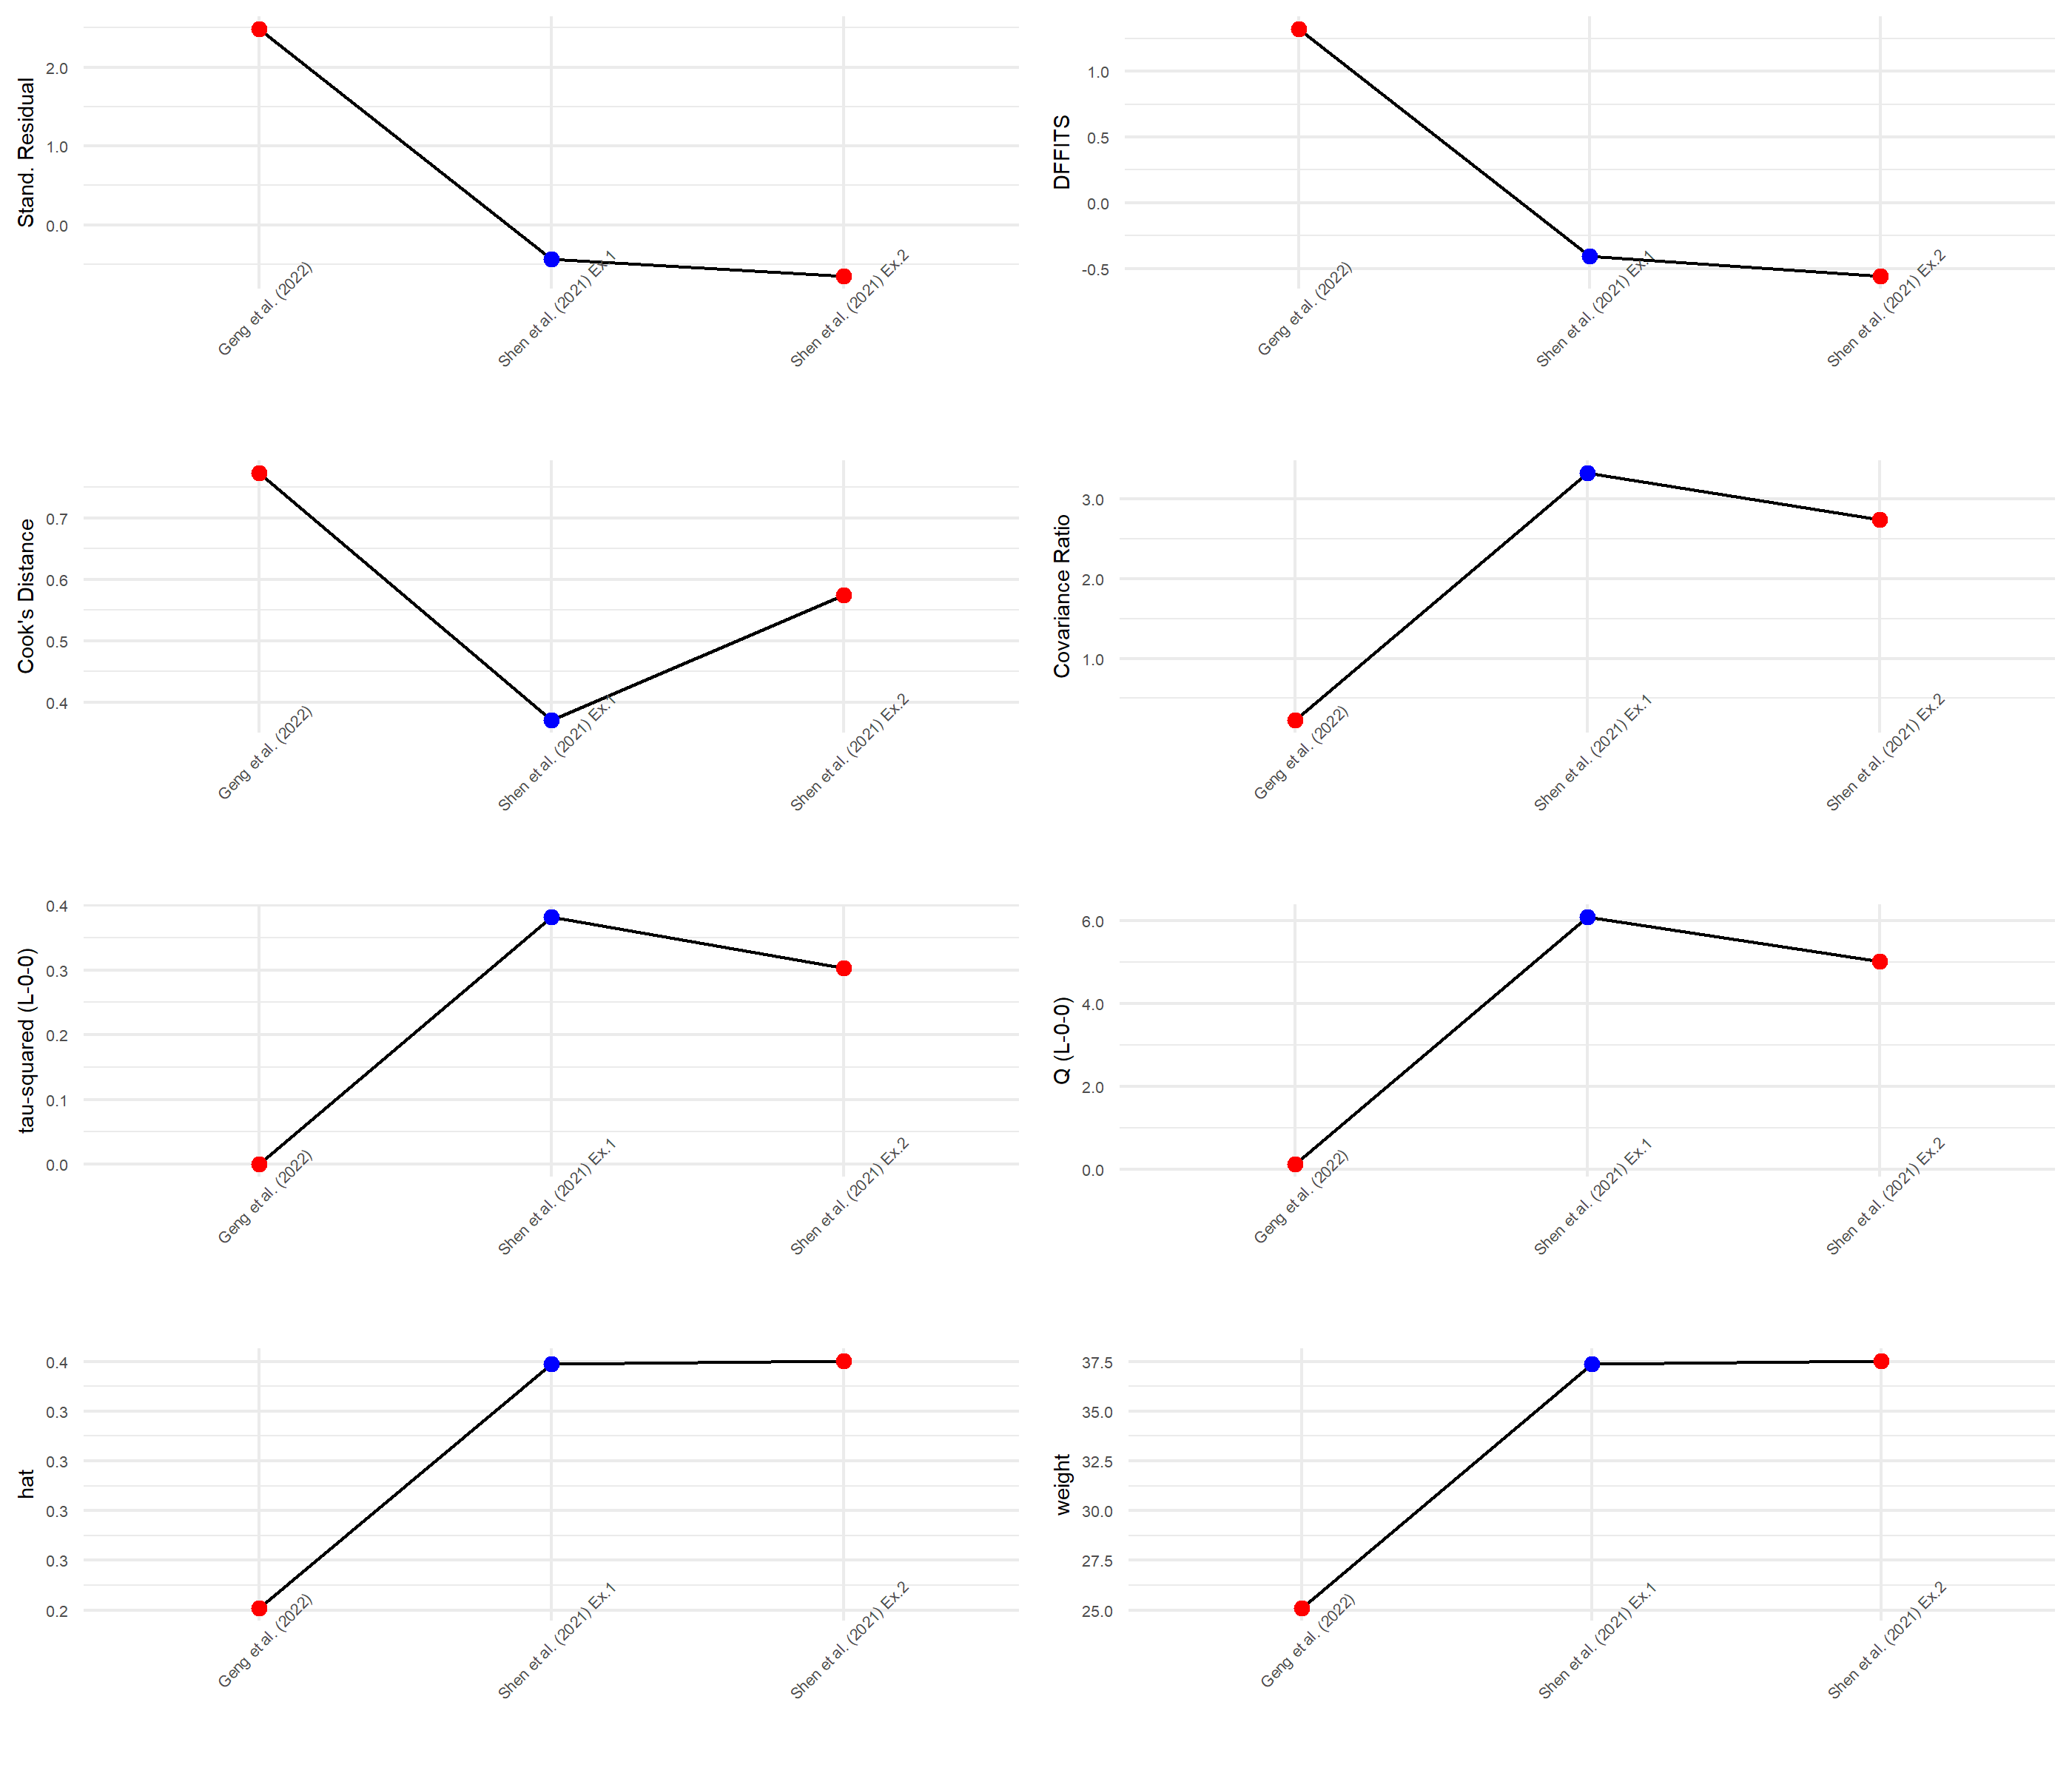 Stand. Residual
2.0
1.0
0.0
Geng et al. (2022)
Shen et al. (2021) Ex.1
Shen et al. (2021) Ex.2
DFFITS
1.0
0.5
0.0
-0.5
Geng et al. (2022)
Shen et al. (2021) Ex.1
Shen et al. (2021) Ex.2
Cook's Distance
0.7
0.6
0.5
0.4
Geng et al. (2022)
Shen et al. (2021) Ex.1
Shen et al. (2021) Ex.2
Covariance Ratio
3.0
2.0
1.0
Geng et al. (2022)
Shen et al. (2021) Ex.1
Shen et al. (2021) Ex.2
tau-squared (L-0-0)
0.4
0.3
0.2
0.1
0.0
Geng et al. (2022)
Shen et al. (2021) Ex.1
Shen et al. (2021) Ex.2
Q (L-0-0)
6.0
4.0
2.0
0.0
Geng et al. (2022)
Shen et al. (2021) Ex.1
Shen et al. (2021) Ex.2
hat
0.4
0.3
0.3
0.3
0.3
0.2
Geng et al. (2022)
Shen et al. (2021) Ex.1
Shen et al. (2021) Ex.2
weight
37.5
35.0
32.5
30.0
27.5
25.0
Geng et al. (2022)
Shen et al. (2021) Ex.1
Shen et al. (2021) Ex.2